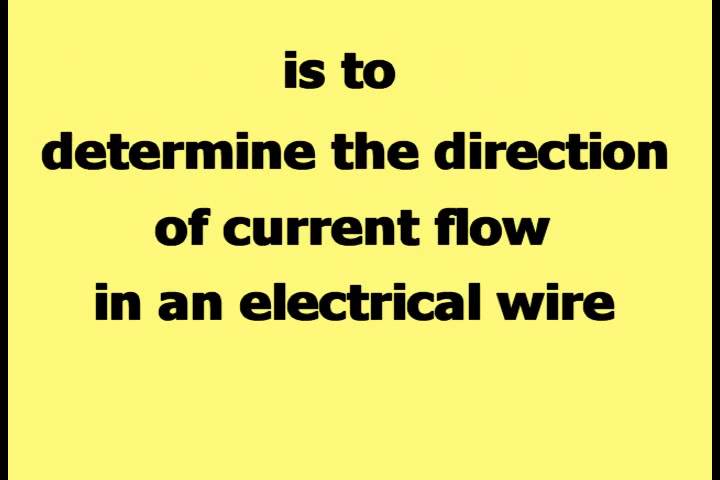 is to
determine the direction
of current flow
in an electrical wire